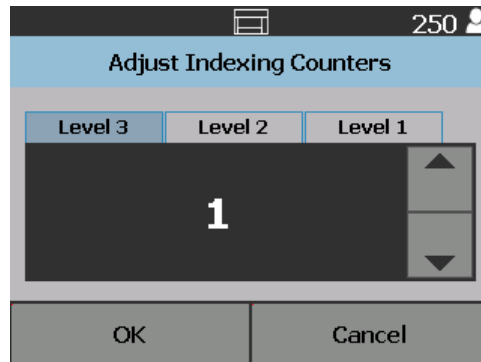 250
Adjust Indexing Counters
Level 3 Level 2 Level 1
1
OK Cancel